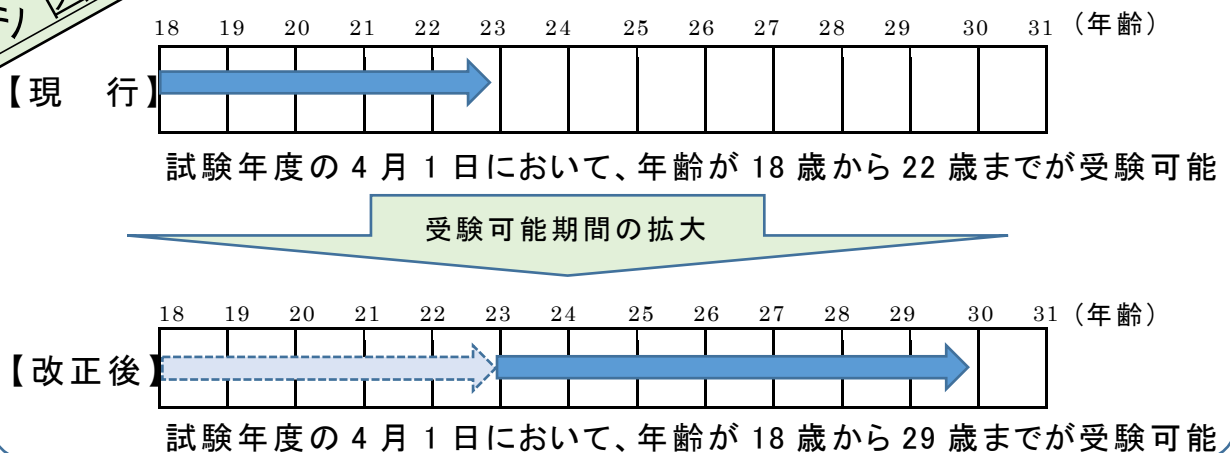 18 19 20 21 22 23 24 25 26 27 28 29 30 31 （年齢）
【現　行】
試験年度の 4 月 1 日において、年齢が 18 歳から 22 歳までが受験可能
受験可能期間の拡大
18 19 20 21 22 23 24 25 26 27 28 29 30 31 （年齢）
【改正後】
試験年度の 4 月 1 日において、年齢が 18 歳から 29 歳までが受験可能